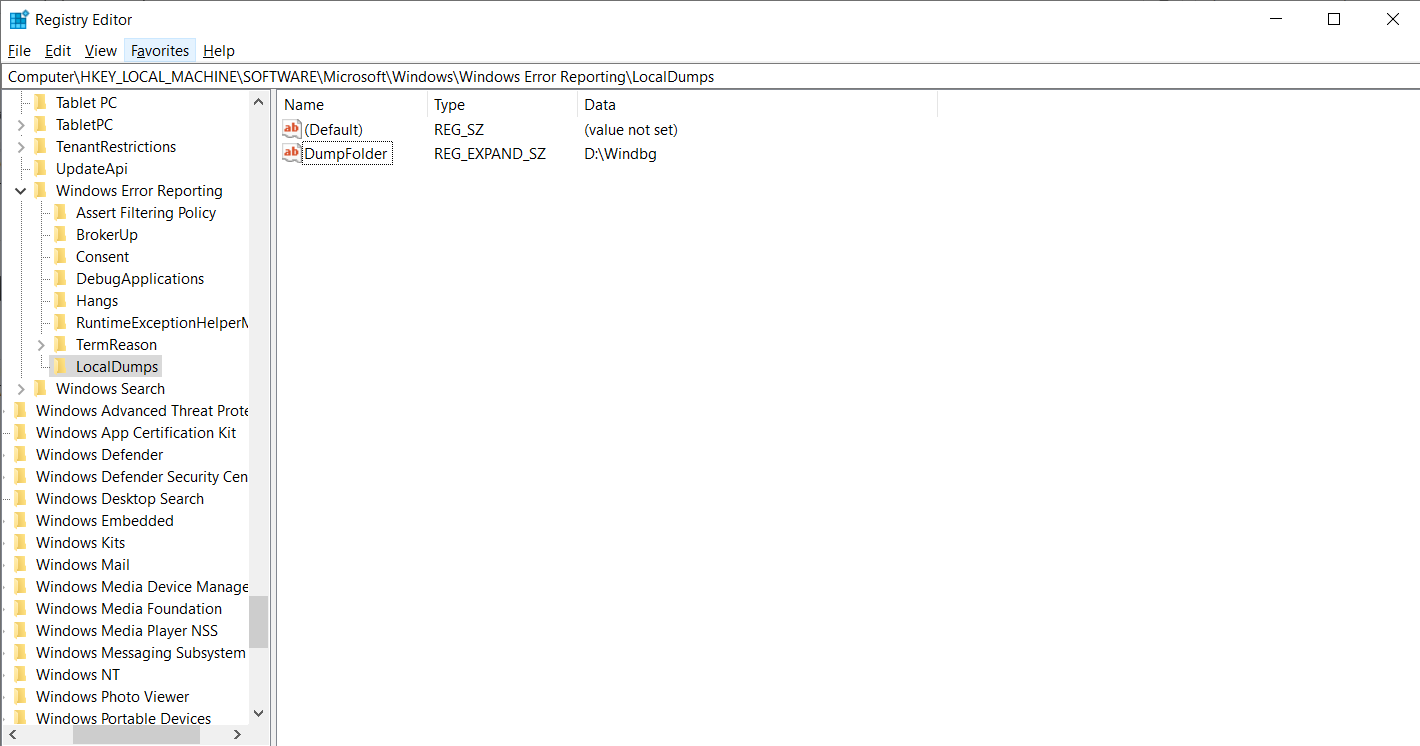 Registry Editor
File Edit View Favorites Help
Computer\HKEY_LOCAL_MACHINE\SOFTWARE\Microsoft\Windows\Windows Error Reporting\LocalDumps
Tablet PC
TabletPC
TenantRestrictions
UpdateApi
Windows Error Reporting
Assert Filtering Policy
BrokerUp
Consent
DebugApplications
Hangs
RuntimeExceptionHelperM
TermReason
LocalDumps
Windows Search
Windows Advanced Threat Prote
Windows App Certification Kit
Windows Defender
Windows Defender Security Cen
Windows Desktop Search
Windows Embedded
Windows Kits
Windows Mail
Windows Media Device Manage
Windows Media Foundation
Windows Media Player NSS
Windows Messaging Subsystem
Windows NT
Windows Photo Viewer
Windows Portable Devices
Name Type Data
ab (Default) REG_SZ (value not set)
ab DumpFolder REG_EXPAND_SZ D:\Windbg